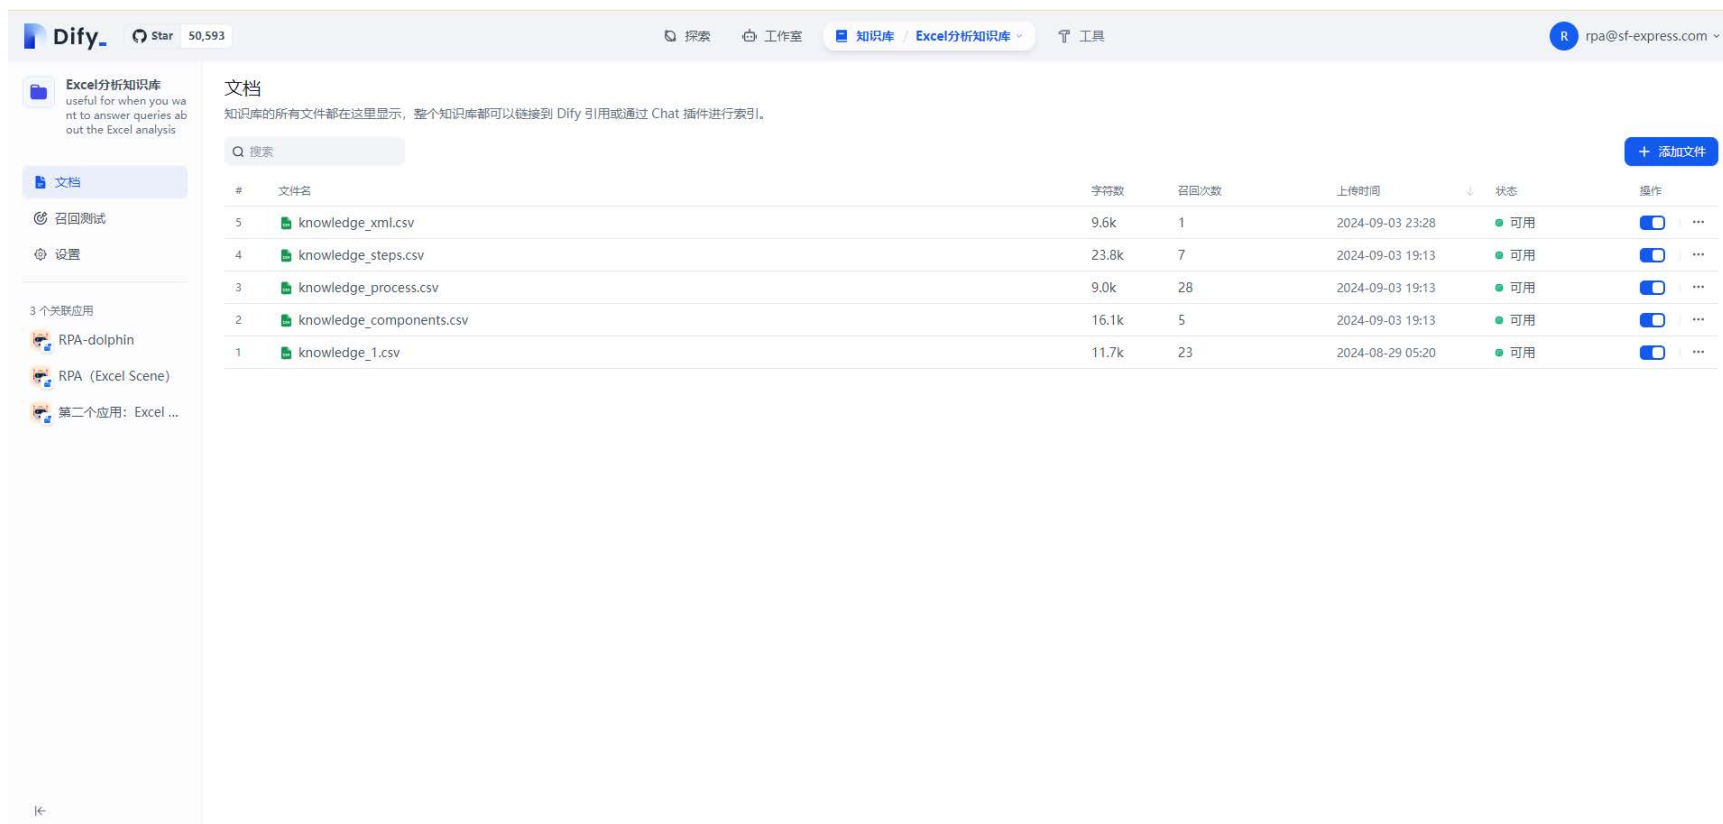 Dify_
Star 50,593
探索
工作室
知识库 / Excel分析知识库
工具
R rpa@sf-express.com
Excel分析知识库
useful for when you wa
nt to answer queries ab
out the Excel analysis
文档
召回测试
设置
3 个关联应用
RPA-dolphin
RPA（Excel Scene）
第二个应用：Excel ...
文档
知识库的所有文件都在这里显示，整个知识库都可以链接到 Dify 引用或通过 Chat 插件进行索引。
搜索
+ 添加文件
# 文件名 字符数 召回次数 上传时间 ↓ 状态 操作
5 knowledge_xml.csv 9.6k 1 2024-09-03 23:28 可用 ...
4 knowledge_steps.csv 23.8k 7 2024-09-03 19:13 可用 ...
3 knowledge_process.csv 9.0k 28 2024-09-03 19:13 可用 ...
2 knowledge_components.csv 16.1k 5 2024-09-03 19:13 可用 ...
1 knowledge_1.csv 11.7k 23 2024-08-29 05:20 可用 ...